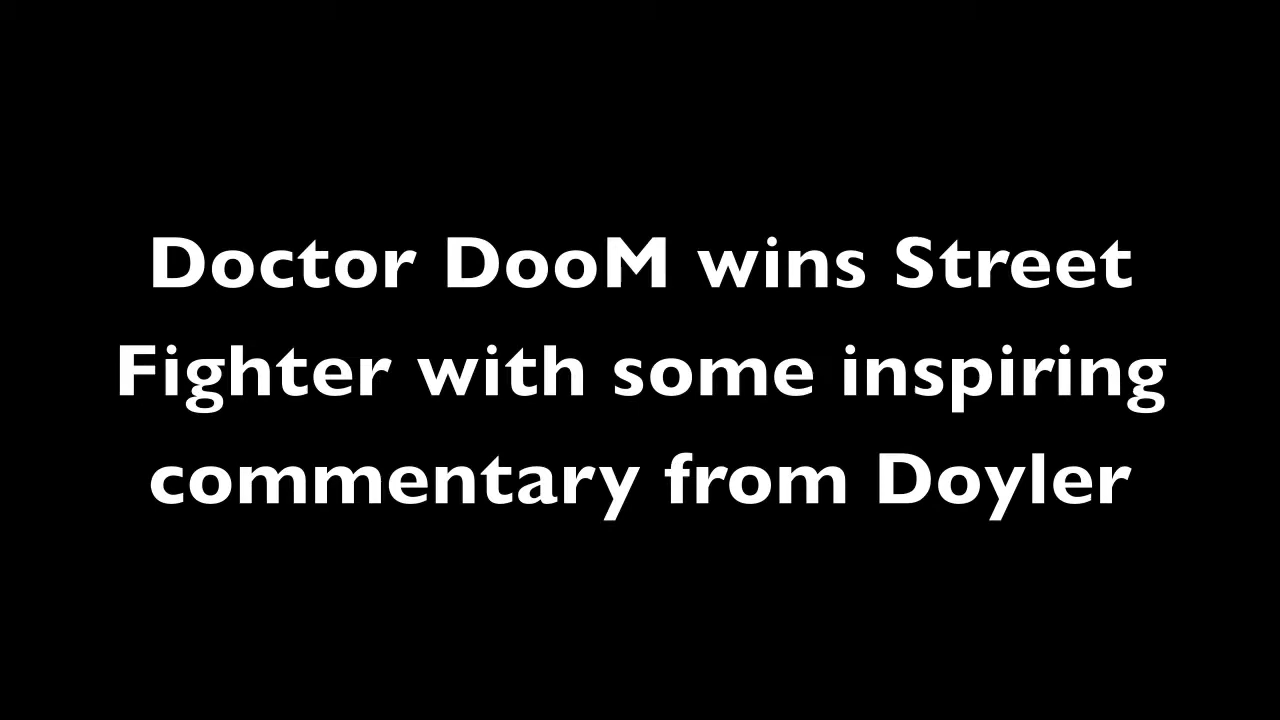 Doctor DooM wins Street
Fighter with some inspiring
commentary from Doyler